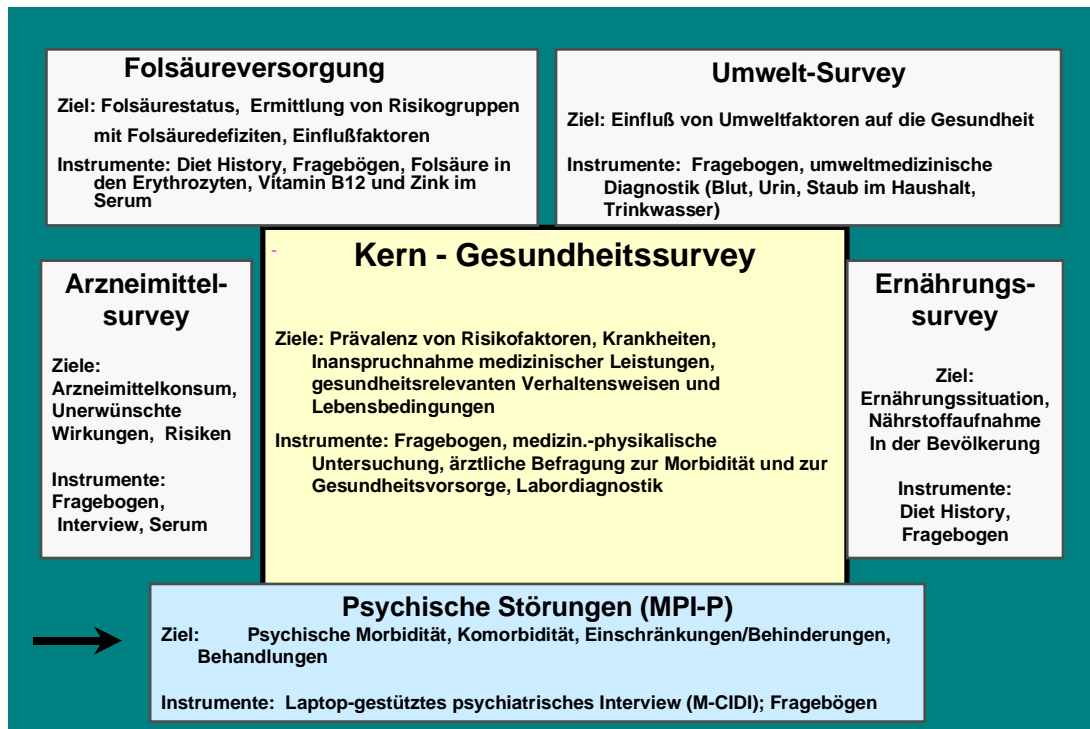 Folsäureversorgung
Ziel: Folsäurestatus, Ermittlung von Risikogruppen
mit Folsäuredefiziten, Einflußfaktoren
Instrumente: Diet History, Fragebögen, Folsäure in
den Erythrozyten, Vitamin B12 und Zink im
Serum
Umwelt-Survey
Ziel: Einfluß von Umweltfaktoren auf die Gesundheit
Instrumente: Fragebogen, umweltmedizinische
Diagnostik (Blut, Urin, Staub im Haushalt,
Trinkwasser)
Arzneimittel-
survey
Ziele:
Arzneimittelkonsum,
Unerwünschte
Wirkungen, Risiken
Instrumente:
Fragebogen,
Interview, Serum
-
Kern - Gesundheitssurvey
Ziele: Prävalenz von Risikofaktoren, Krankheiten,
Inanspruchnahme medizinischer Leistungen,
gesundheitsrelevanten Verhaltensweisen und
Lebensbedingungen
Instrumente: Fragebogen, medizin.-physikalische
Untersuchung, ärztliche Befragung zur Morbidität und zur
Gesundheitsvorsorge, Labordiagnostik
Ernährungs-
survey
Ziel:
Ernährungssituation,
Nährstoffaufnahme
In der Bevölkerung
Instrumente:
Diet History,
Fragebogen
Psychische Störungen (MPI-P)
Ziel: Psychische Morbidität, Komorbidität, Einschränkungen/Behinderungen,
Behandlungen
Instrumente: Laptop-gestütztes psychiatrisches Interview (M-CIDI); Fragebögen